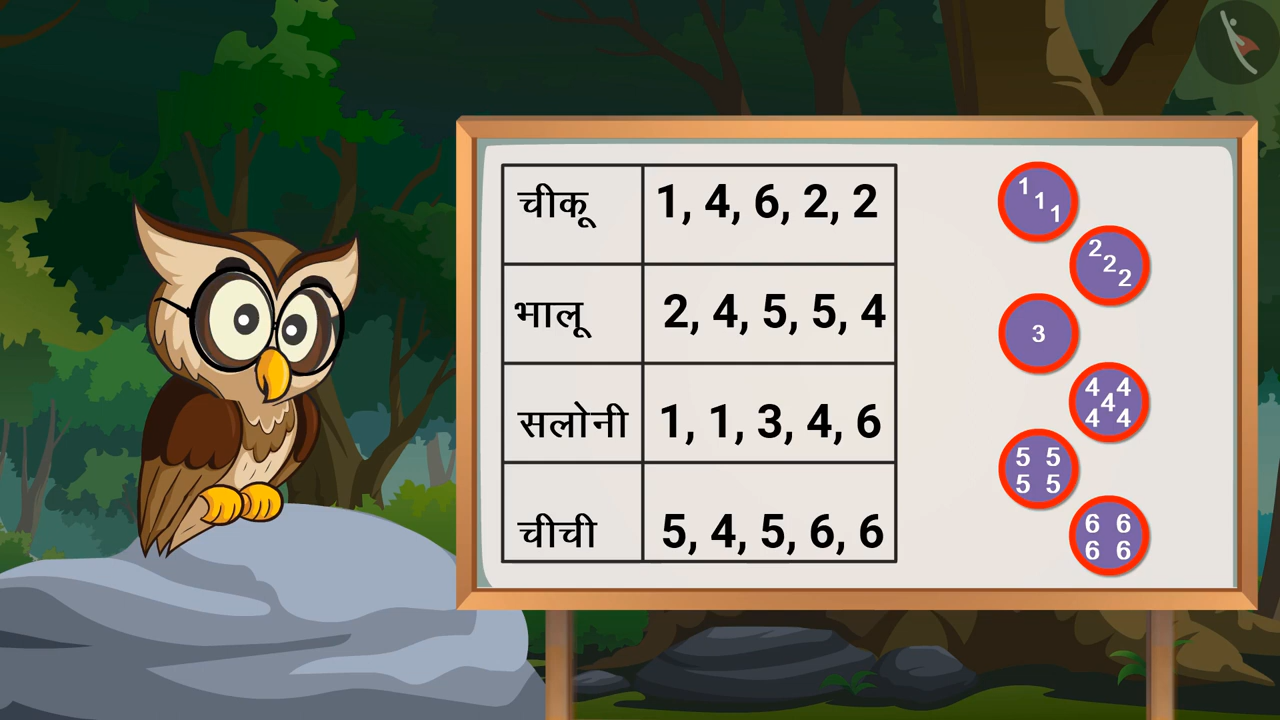 चीकू 1, 4, 6, 2, 2
भालू 2, 4, 5, 5, 4
सलोनी 1, 1, 3, 4, 6
चीची 5, 4, 5, 6, 6
1 1 1
2 2 2
3
4 4
4
4 4
5 5
5 5
6 6
6 6